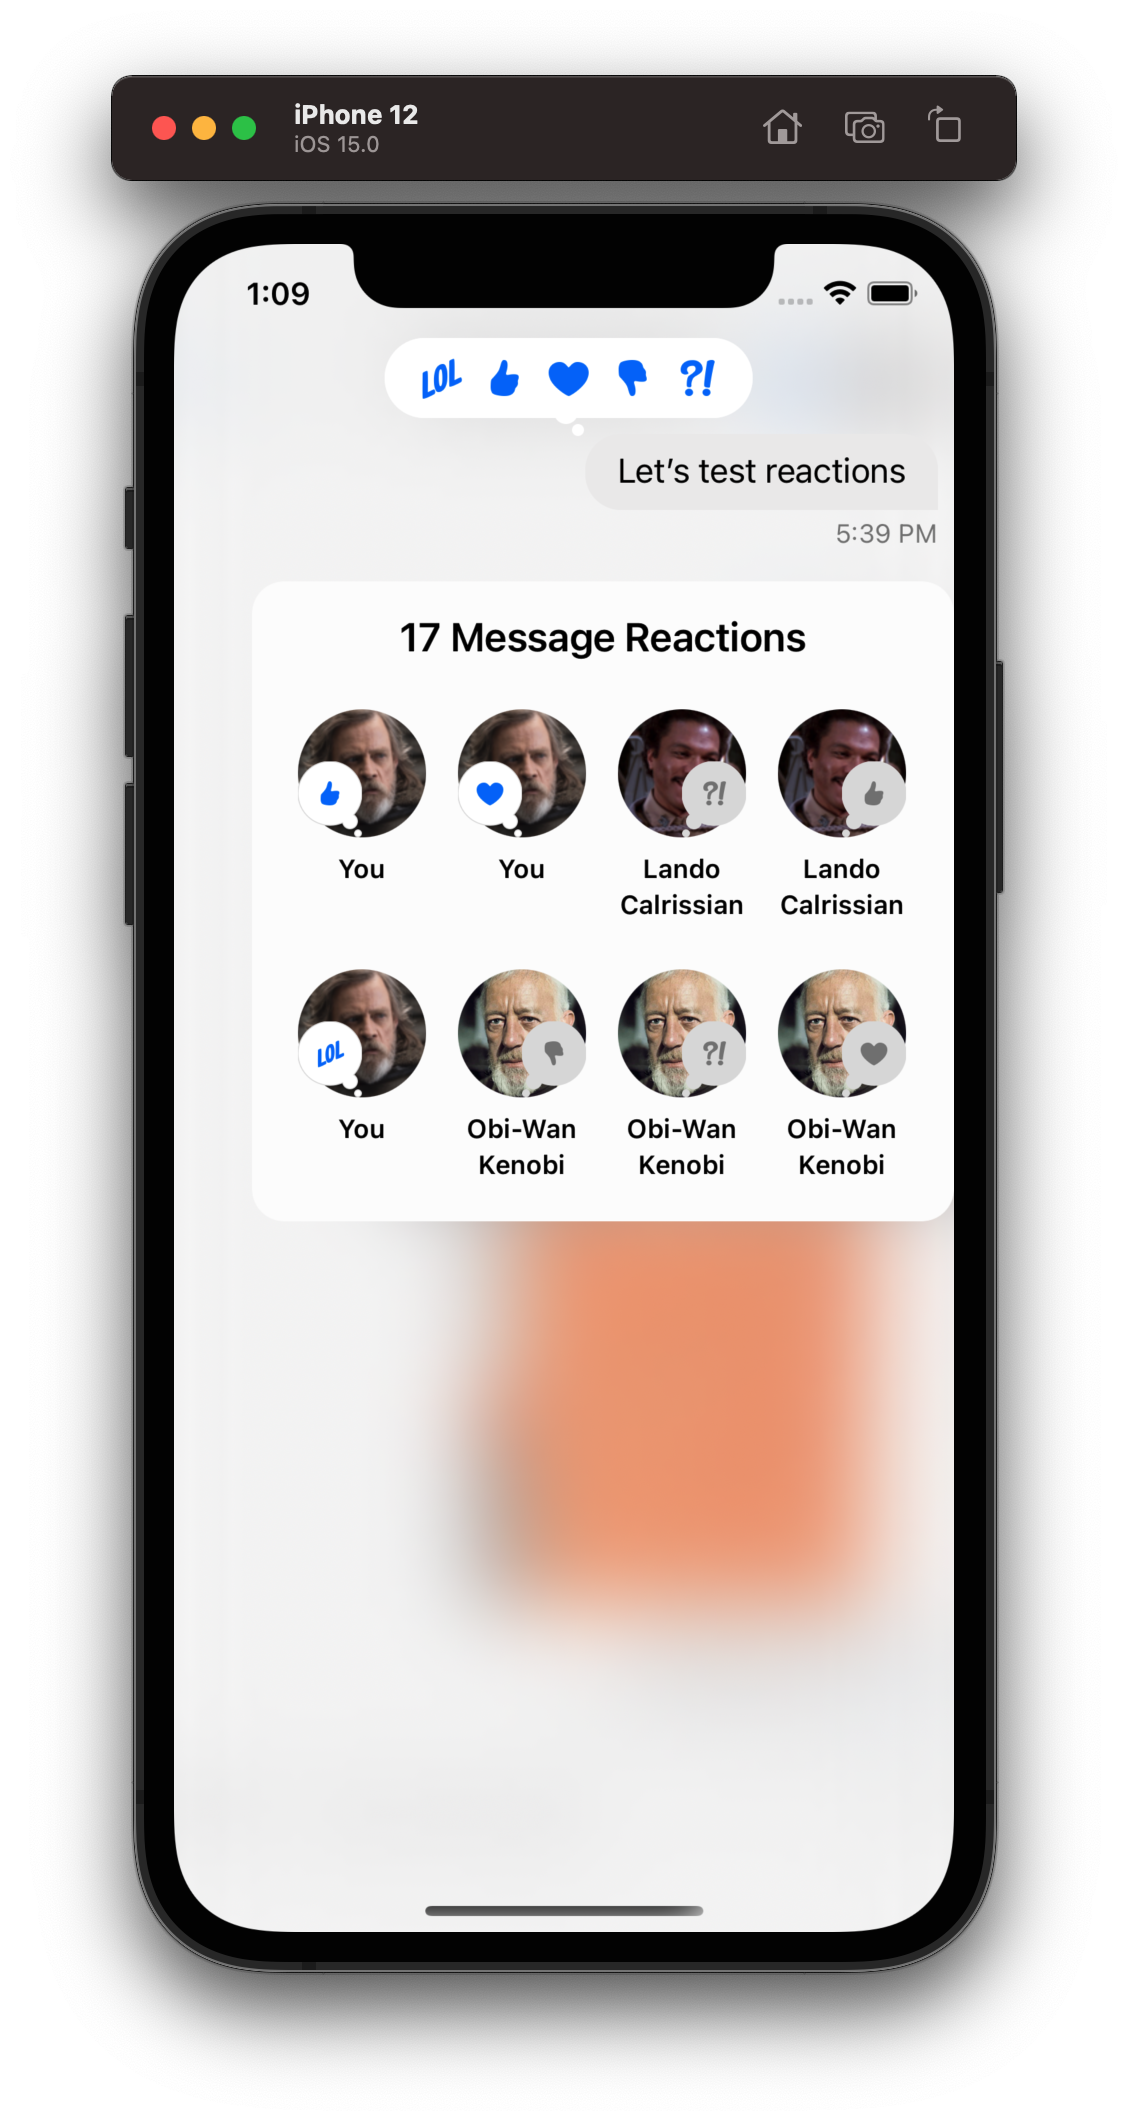 iPhone 12
iOS 15.0
1:09
LOL ?!
Let's test reactions
5:39 PM
17 Message Reactions
?!
You You Lando Lando
Calrissian Calrissian
LOL ?!
You Obi-Wan Obi-Wan Obi-Wan
Kenobi Kenobi Kenobi